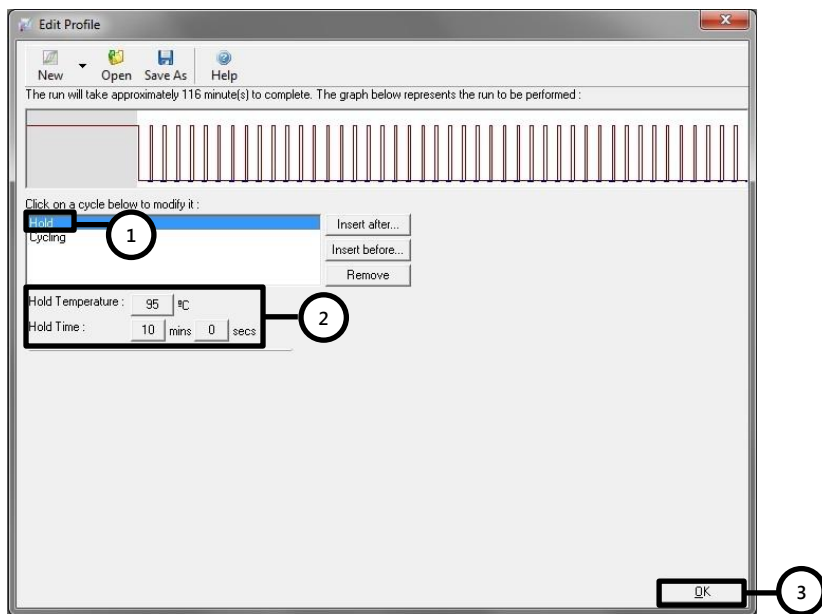 Edit Profile
New Open Save As Help
The run will take approximately 116 minute(s) to complete. The graph below represents the run to be performed :
Click on a cycle below to modify it :
Hold
1
Insert after...
Cycling
Insert before...
Remove
Hold Temperature : 95 ºC
2
Hold Time : 10 mins 0 secs
OK
3